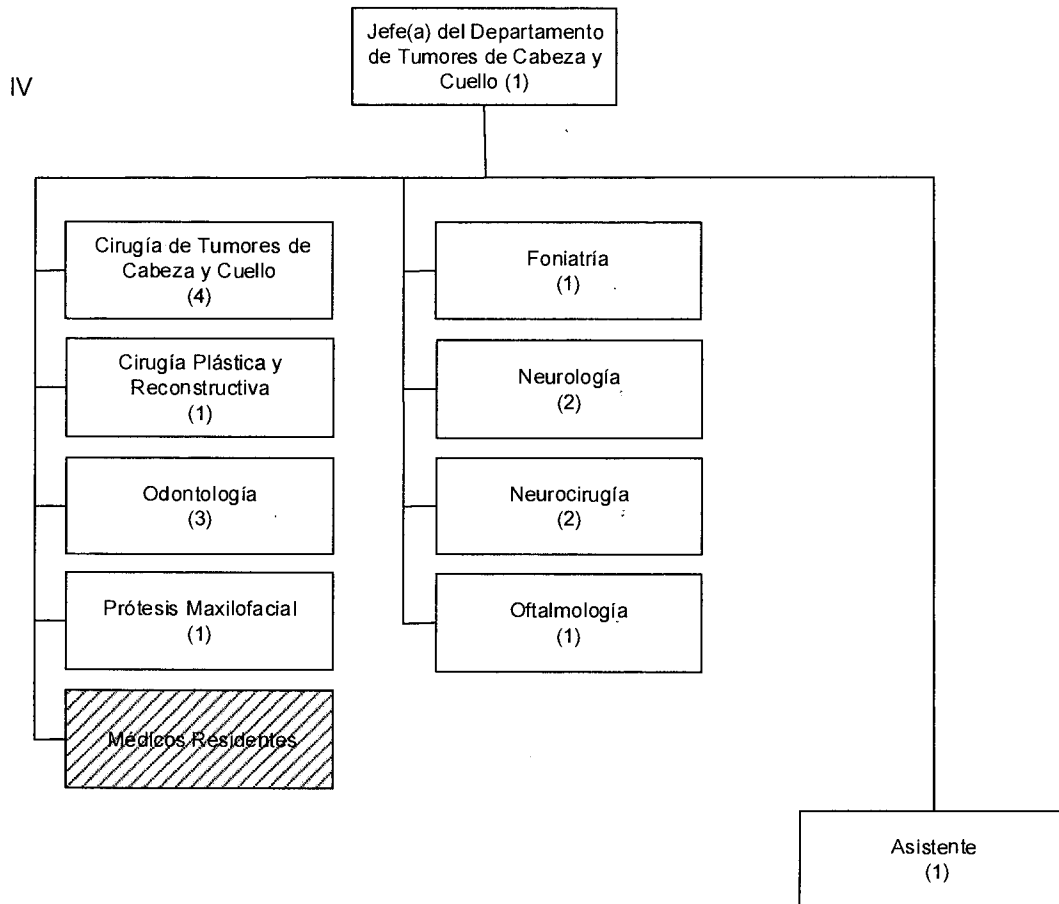 Jefe(a) del Departamento
de Tumores de Cabeza y
Cuello (1)
IV
Cirugía de Tumores de
Cabeza y Cuello
(4)
Cirugía Plástica y
Reconstructiva
(1)
Odontología
(3)
Prótesis Maxilofacial
(1)
Médicos Residentes
Foniatría
(1)
Neurología
(2)
Neurocirugía
(2)
Oftalmología
(1)
Asistente
(1)